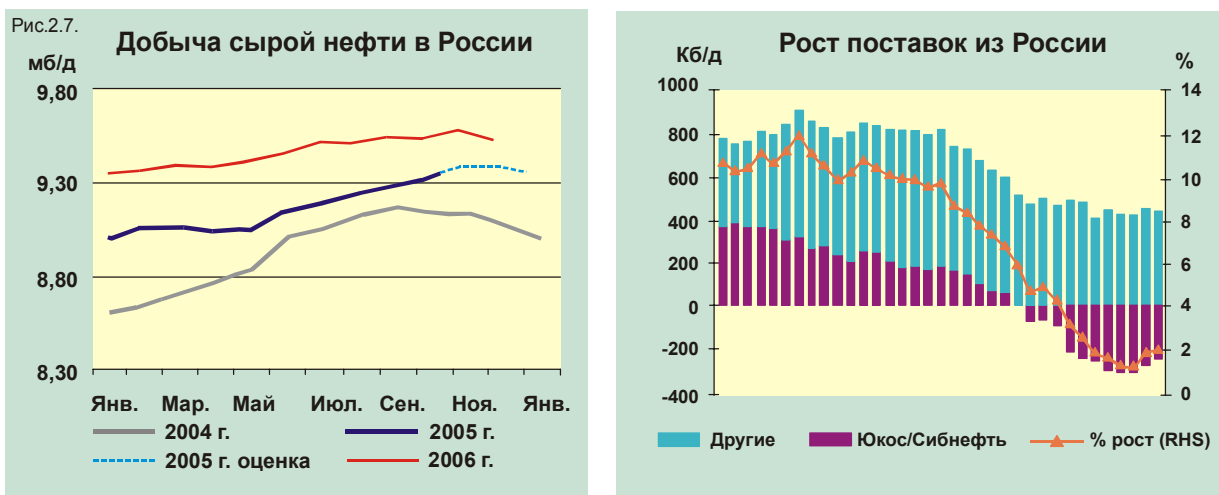 Рис.2.7.
Добыча сырой нефти в России
мб/д
9,80
9,30
8,80
8,30
Янв. Мар. Май Июл. Сен. Ноя. Янв.
2004 г. 2005 г.
2005 г. оценка 2006 г.
Рост поставок из России
Кб/д %
1000 14
800 12
600 10
400 8
200 6
0 4
-200 2
-400 0
Другие Юкос/Сибнефть % рост (RHS)